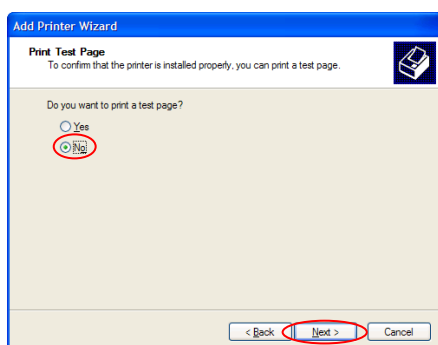 Add Printer Wizard
Print Test Page
To confirm that the printer is installed properly, you can print a test page.
Do you want to print a test page?
Yes
No
< Back Next > Cancel